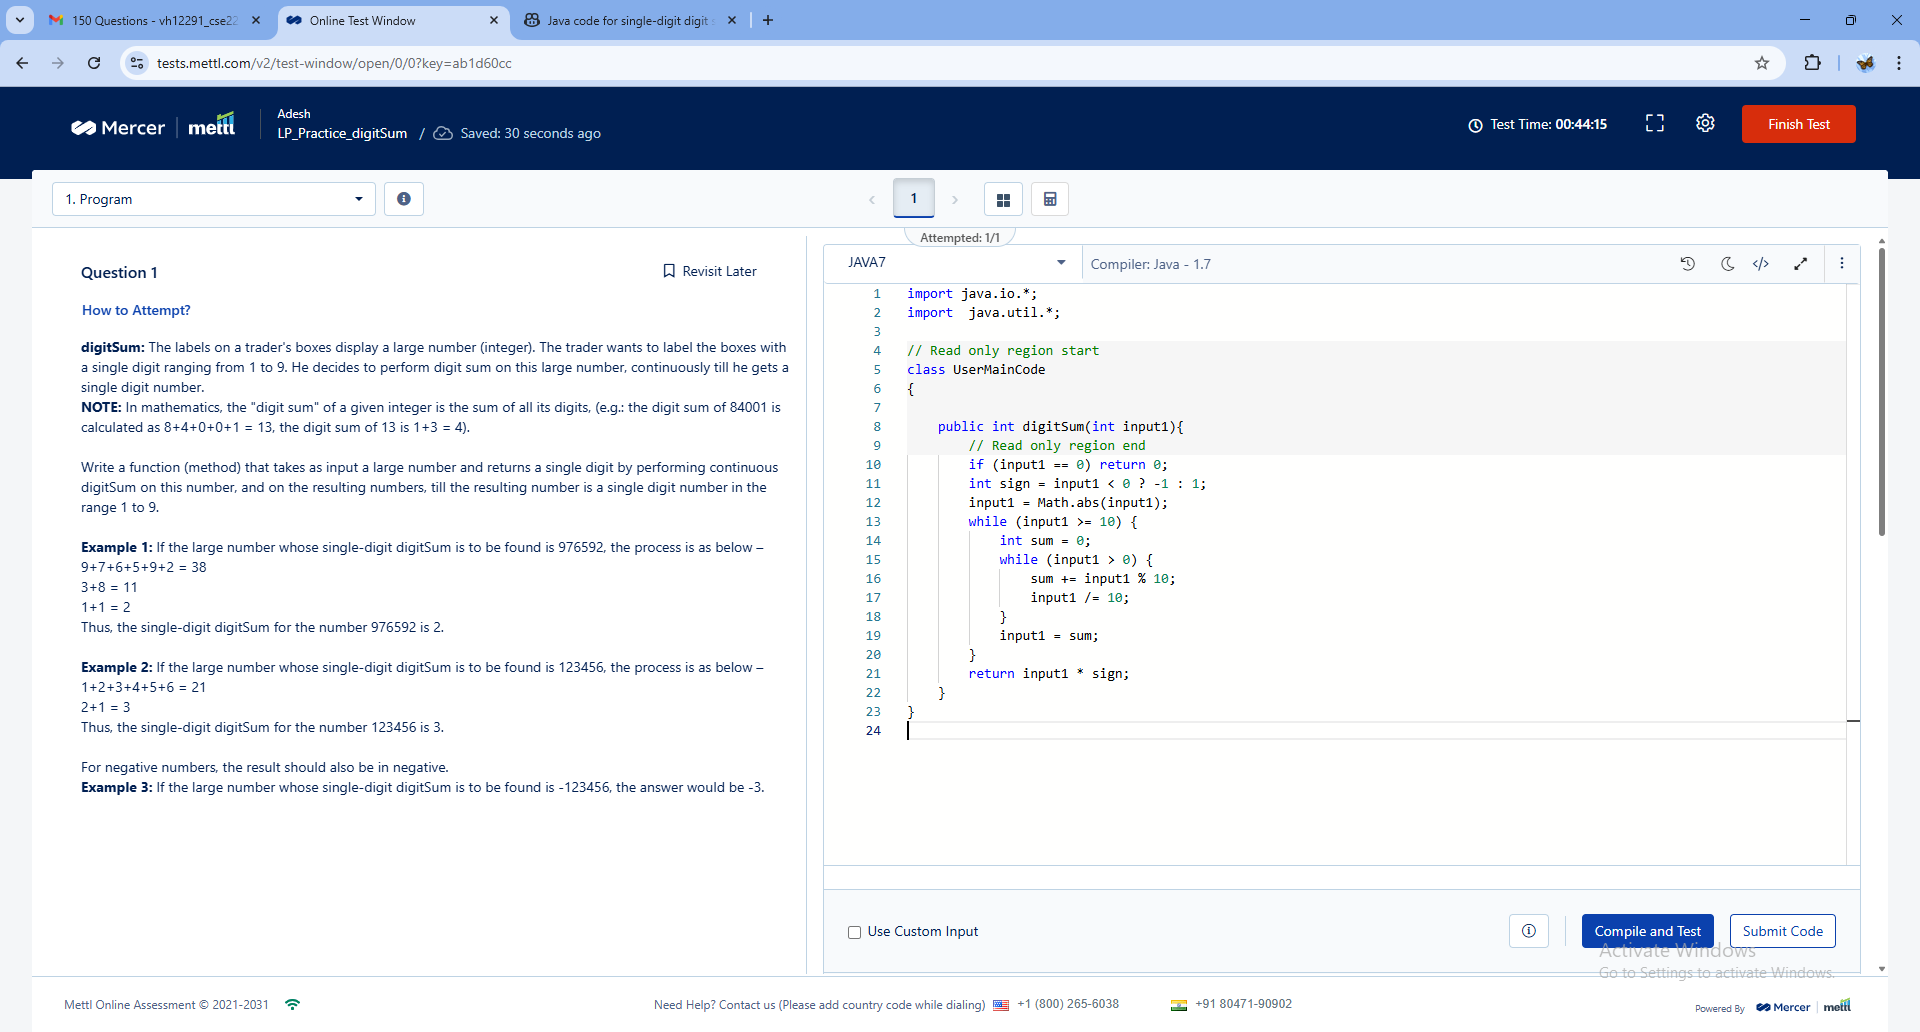 150 Questions - vh12291_cse22
Online Test Window
Java code for single-digit digit s
tests.mettl.com/v2/test-window/open/0/0?key=ab1d60cc
Mercer | mettl
Adesh
LP_Practice_digitSum / Saved: 30 seconds ago
Test Time: 00:44:15
Finish Test
1. Program
1
Attempted: 1/1
Question 1
Revisit Later
How to Attempt?
digitSum: The labels on a trader's boxes display a large number (integer). The trader wants to label the boxes with
a single digit ranging from 1 to 9. He decides to perform digit sum on this large number, continuously till he gets a
single digit number.
NOTE: In mathematics, the "digit sum" of a given integer is the sum of all its digits, (e.g.: the digit sum of 84001 is
calculated as 8+4+0+0+1 = 13, the digit sum of 13 is 1+3 = 4).
Write a function (method) that takes as input a large number and returns a single digit by performing continuous
digitSum on this number, and on the resulting numbers, till the resulting number is a single digit number in the
range 1 to 9.
Example 1: If the large number whose single-digit digitSum is to be found is 976592, the process is as below –
9+7+6+5+9+2 = 38
3+8 = 11
1+1 = 2
Thus, the single-digit digitSum for the number 976592 is 2.
Example 2: If the large number whose single-digit digitSum is to be found is 123456, the process is as below –
1+2+3+4+5+6 = 21
2+1 = 3
Thus, the single-digit digitSum for the number 123456 is 3.
For negative numbers, the result should also be in negative.
Example 3: If the large number whose single-digit digitSum is to be found is -123456, the answer would be -3.
JAVA7
Compiler: Java - 1.7
1 import java.io.*;
2 import  java.util.*;
3
4 // Read only region start
5 class UserMainCode
6 {
7
8     public int digitSum(int input1){
9         // Read only region end
10         if (input1 == 0) return 0;
11         int sign = input1 < 0 ? -1 : 1;
12         input1 = Math.abs(input1);
13         while (input1 >= 10) {
14             int sum = 0;
15             while (input1 > 0) {
16                 sum += input1 % 10;
17                 input1 /= 10;
18             }
19             input1 = sum;
20         }
21         return input1 * sign;
22     }
23 }
24
Use Custom Input
Compile and Test
Submit Code
Activate Windows
Go to Settings to activate Windows.
Mettl Online Assessment © 2021-2031
Need Help? Contact us (Please add country code while dialing) +1 (800) 265-6038
+91 80471-90902
Powered By Mercer | mettl